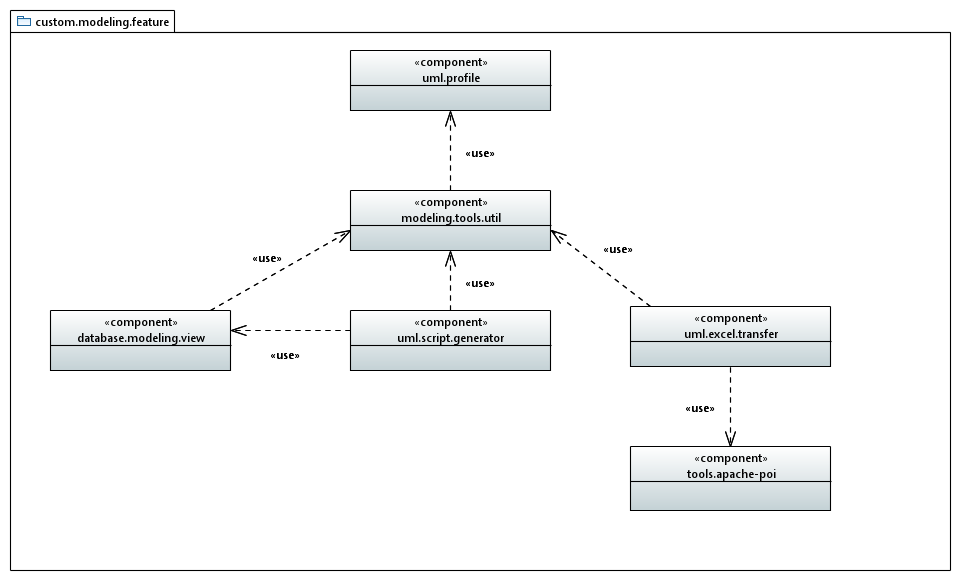 custom.modeling.feature
«component»
uml.profile
«use»
«component»
modeling.tools.util
«use»
«use»
«use»
«component»
database.modeling.view
«use»
«component»
uml.script.generator
«component»
uml.excel.transfer
«use»
«component»
tools.apache-poi